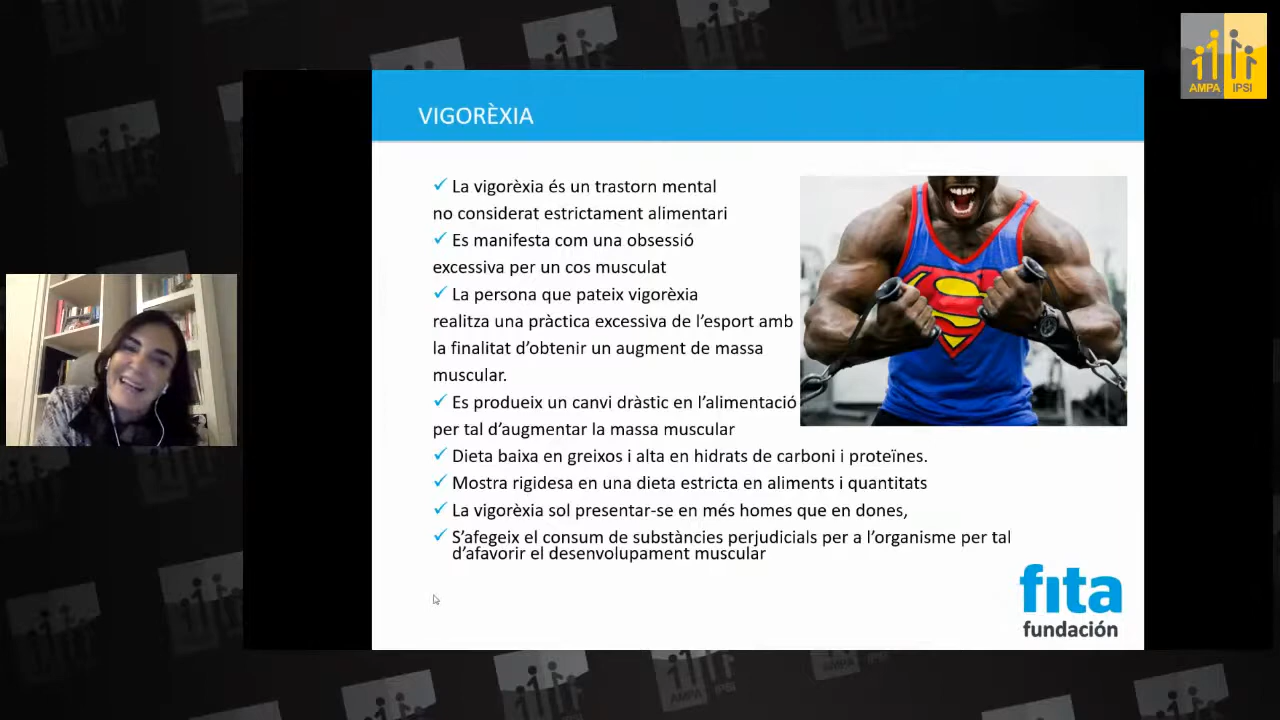 AMPA IPSI
VIGORÈXIA
✓ La vigorèxia és un trastorn mental
no considerat estrictament alimentari
✓ Es manifesta com una obsessió
excessiva per un cos musculat
✓ La persona que pateix vigorèxia
realitza una pràctica excessiva de l’esport amb
la finalitat d’obtenir un augment de massa
muscular.
✓ Es produeix un canvi dràstic en l’alimentació
per tal d’augmentar la massa muscular
✓ Dieta baixa en greixos i alta en hidrats de carboni i proteïnes.
✓ Mostra rigidesa en una dieta estricta en aliments i quantitats
✓ La vigorèxia sol presentar-se en més homes que en dones,
✓ S’afegeix el consum de substàncies perjudicials per a l’organisme per tal
d’afavorir el desenvolupament muscular
fita
fundación
AMPA IPSI